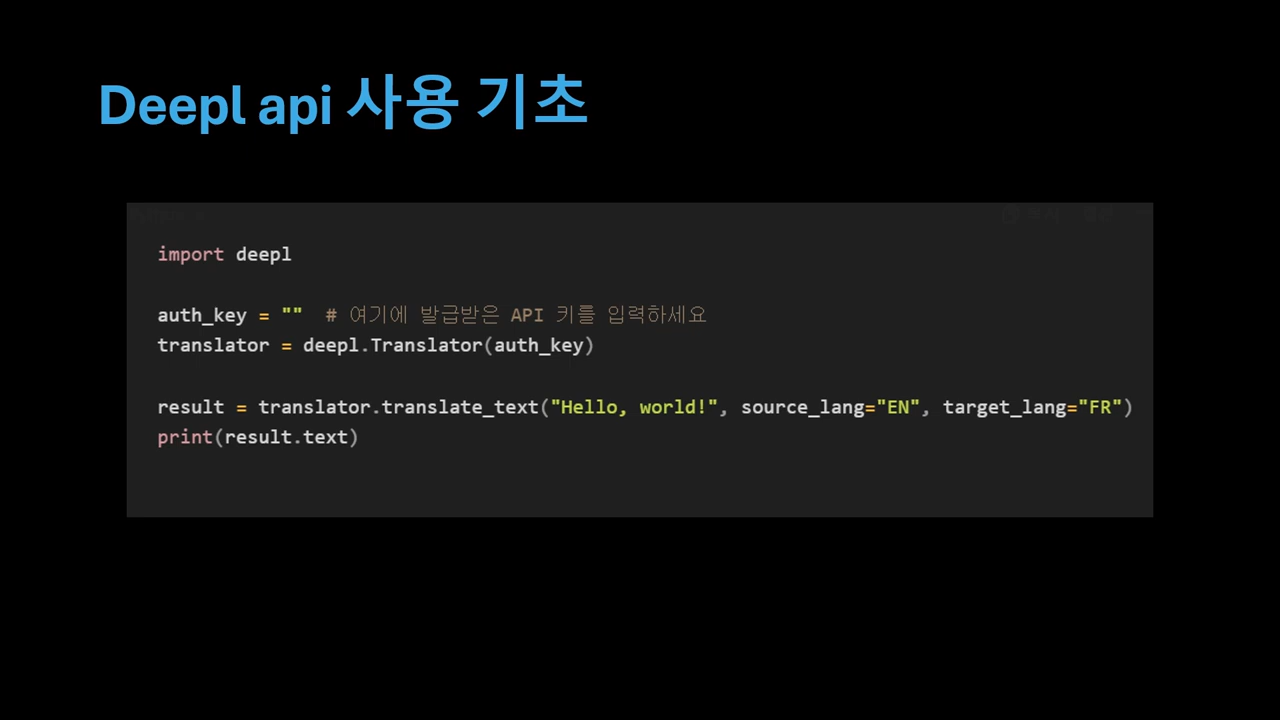 Deepl api 사용 기초
import deepl
auth_key = "" # 여기에 발급받은 API 키를 입력하세요
translator = deepl.Translator(auth_key)
result = translator.translate_text("Hello, world!", source_lang="EN", target_lang="FR")
print(result.text)